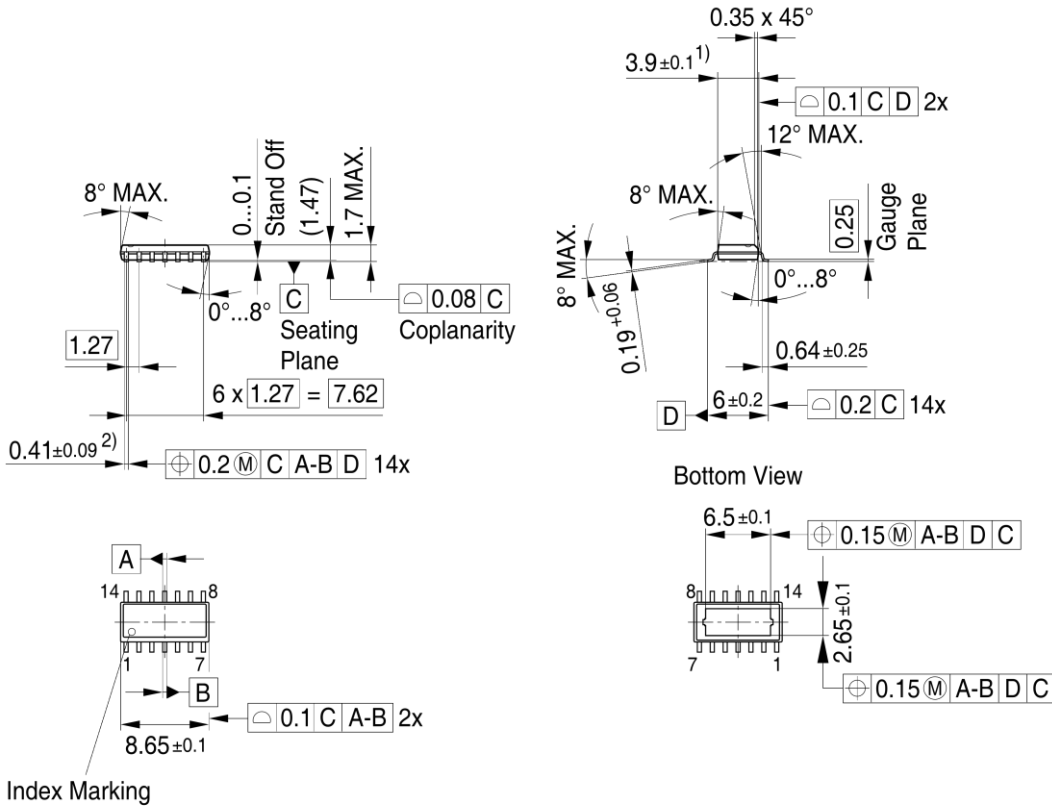 0.35 x 45°
3.9 ±0.1 1)
⌓ 0.1 C D 2x
12° MAX.
8° MAX.
8° MAX.
0.19 +0.06
0.25
Gauge
Plane
0°...8°
0.64 ±0.25
6 ±0.2
D
⌓ 0.2 C 14x
8° MAX.
0...0.1
Stand Off
(1.47)
1.7 MAX.
0°...8°
C
Seating
Plane
⌓ 0.08 C
Coplanarity
1.27
6 x 1.27 = 7.62
0.41 ±0.09 2)
⌖ 0.2 Ⓜ C A-B D 14x
A
14
8
1
7
B
⌓ 0.1 C A-B 2x
8.65 ±0.1
Index Marking
Bottom View
6.5 ±0.1
⌖ 0.15 Ⓜ A-B D C
8
14
7
1
2.65 ±0.1
⌖ 0.15 Ⓜ A-B D C